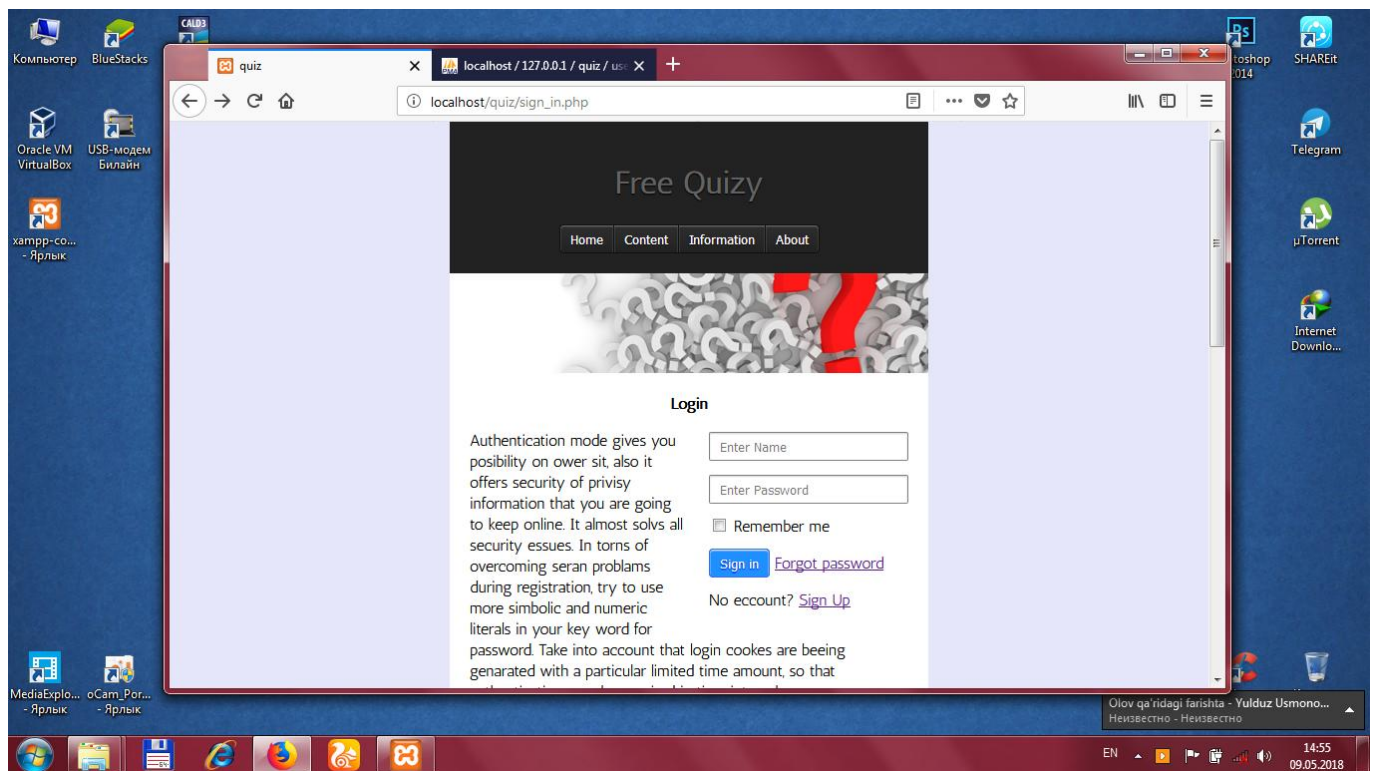 CALD3
Компьютер
BlueStacks
Oracle VM
VirtualBox
USB-модем
Билайн
xampp-co...
- Ярлык
MediaExplo...
- Ярлык
oCam_Por...
- Ярлык
Ps
toshop
2014
SHAREit
Telegram
µTorrent
Internet
Downlo...
quiz
localhost / 127.0.0.1 / quiz / use
localhost/quiz/sign_in.php
Free Quizy
Home Content Information About
Login
Authentication mode gives you
posibility on ower sit, also it
offers security of privisy
information that you are going
to keep online. It almost solvs all
security essues. In torns of
overcoming seran problams
during registration, try to use
more simbolic and numeric
literals in your key word for
password. Take into account that login cookes are beeing
genarated with a particular limited time amount, so that
Enter Name
Enter Password
Remember me
Sign in Forgot password
No eccount? Sign Up
Olov qa'ridagi farishta - Yulduz Usmono...
Неизвестно - Неизвестно
EN
14:55
09.05.2018